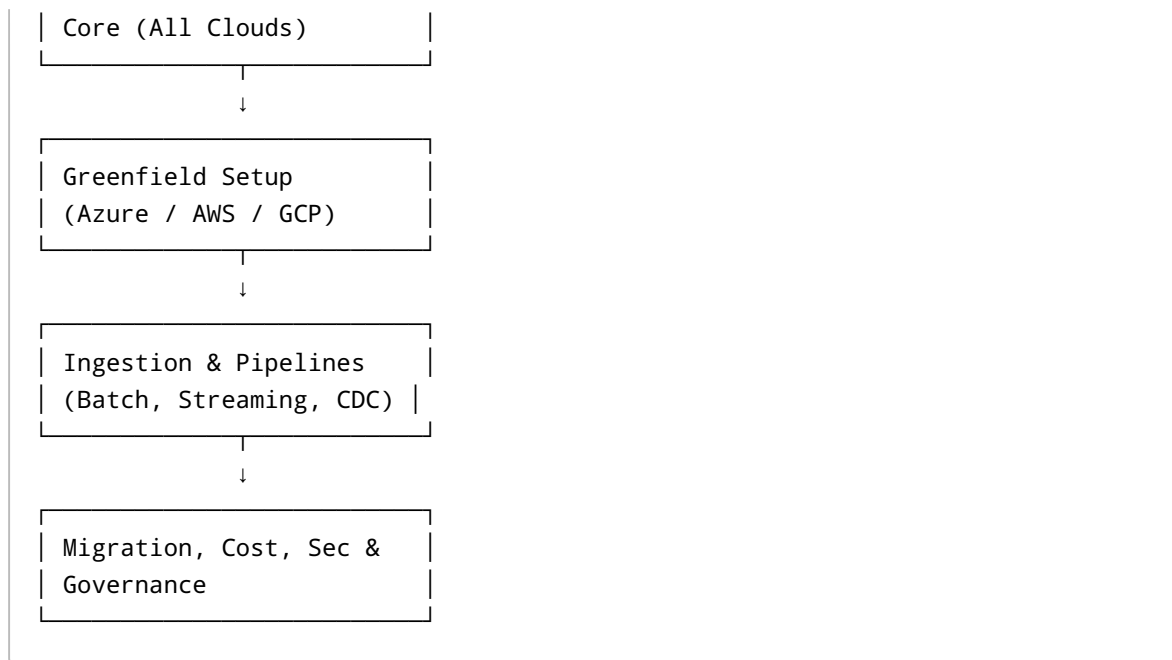 Core (All Clouds)
↓
Greenfield Setup
(Azure / AWS / GCP)
↓
Ingestion & Pipelines
(Batch, Streaming, CDC)
↓
Migration, Cost, Sec &
Governance